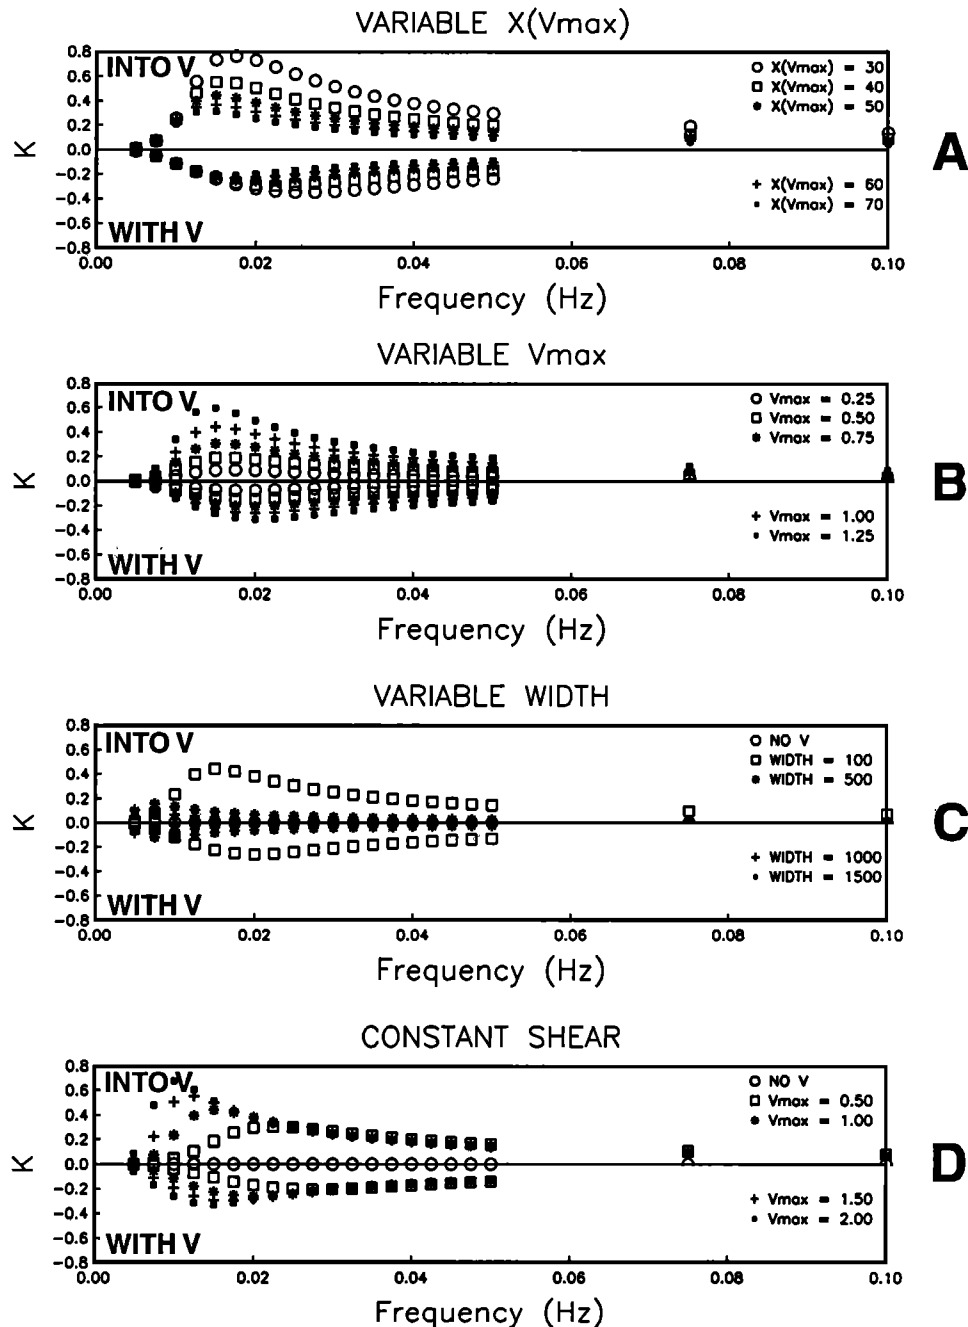 VARIABLE X(Vmax)
0.8
0.6
0.4
0.2
0.0
-0.2
-0.4
-0.6
-0.8
K
INTO V
WITH V
X(Vmax) = 30
X(Vmax) = 40
X(Vmax) = 50
X(Vmax) = 60
X(Vmax) = 70
A
0.00 0.02 0.04 0.06 0.08 0.10
Frequency (Hz)
VARIABLE Vmax
0.8
0.6
0.4
0.2
0.0
-0.2
-0.4
-0.6
-0.8
K
INTO V
WITH V
Vmax = 0.25
Vmax = 0.50
Vmax = 0.75
Vmax = 1.00
Vmax = 1.25
B
0.00 0.02 0.04 0.06 0.08 0.10
Frequency (Hz)
VARIABLE WIDTH
0.8
0.6
0.4
0.2
0.0
-0.2
-0.4
-0.6
-0.8
K
INTO V
WITH V
NO V
WIDTH = 100
WIDTH = 500
WIDTH = 1000
WIDTH = 1500
C
0.00 0.02 0.04 0.06 0.08 0.10
Frequency (Hz)
CONSTANT SHEAR
0.8
0.6
0.4
0.2
0.0
-0.2
-0.4
-0.6
-0.8
K
INTO V
WITH V
NO V
Vmax = 0.50
Vmax = 1.00
Vmax = 1.50
Vmax = 2.00
D
0.00 0.02 0.04 0.06 0.08 0.10
Frequency (Hz)